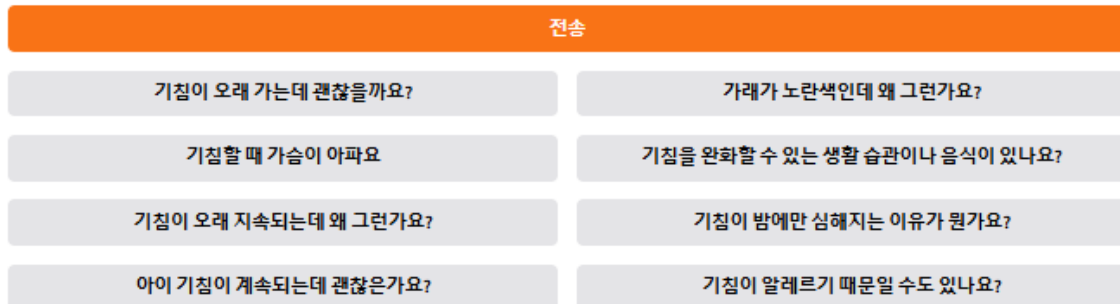 전송
기침이 오래 가는데 괜찮을까요?
가래가 노란색인데 왜 그런가요?
기침할 때 가슴이 아파요
기침을 완화할 수 있는 생활 습관이나 음식이 있나요?
기침이 오래 지속되는데 왜 그런가요?
기침이 밤에만 심해지는 이유가 뭔가요?
아이 기침이 계속되는데 괜찮은가요?
기침이 알레르기 때문일 수도 있나요?